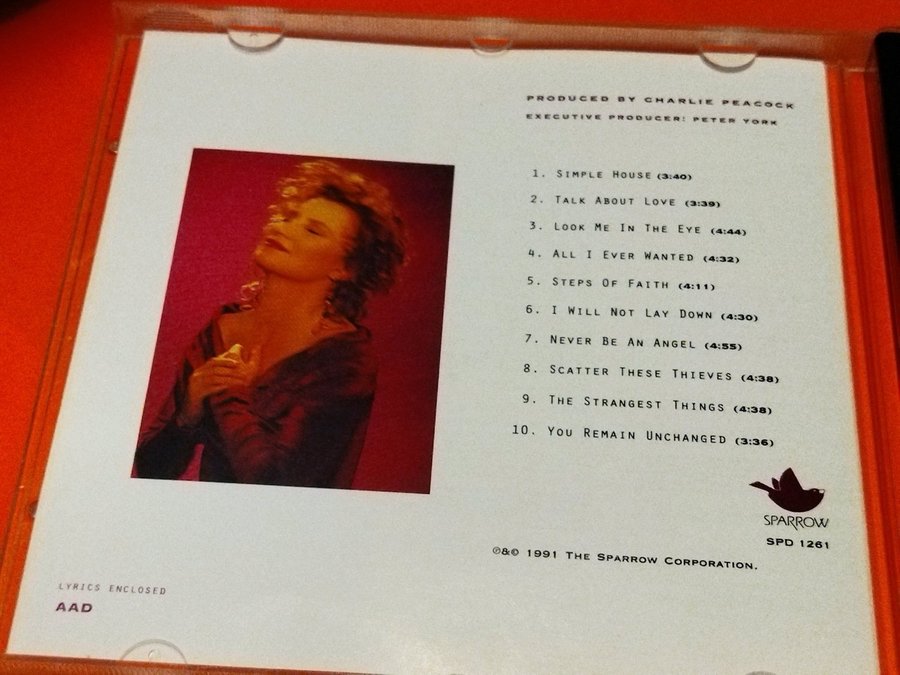 PRODUCED BY CHARLIE PEACOCK
EXECUTIVE PRODUCER: PETER YORK
1. SIMPLE HOUSE (3:40)
2. TALK ABOUT LOVE (3:39)
3. LOOK ME IN THE EYE (4:44)
4. ALL I EVER WANTED (4:32)
5. STEPS OF FAITH (4:11)
6. I WILL NOT LAY DOWN (4:30)
7. NEVER BE AN ANGEL (4:55)
8. SCATTER THESE THIEVES (4:38)
9. THE STRANGEST THINGS (4:38)
10. YOU REMAIN UNCHANGED (3:36)
SPARROW
SPD 1261
℗&© 1991 THE SPARROW CORPORATION.
LYRICS ENCLOSED
AAD